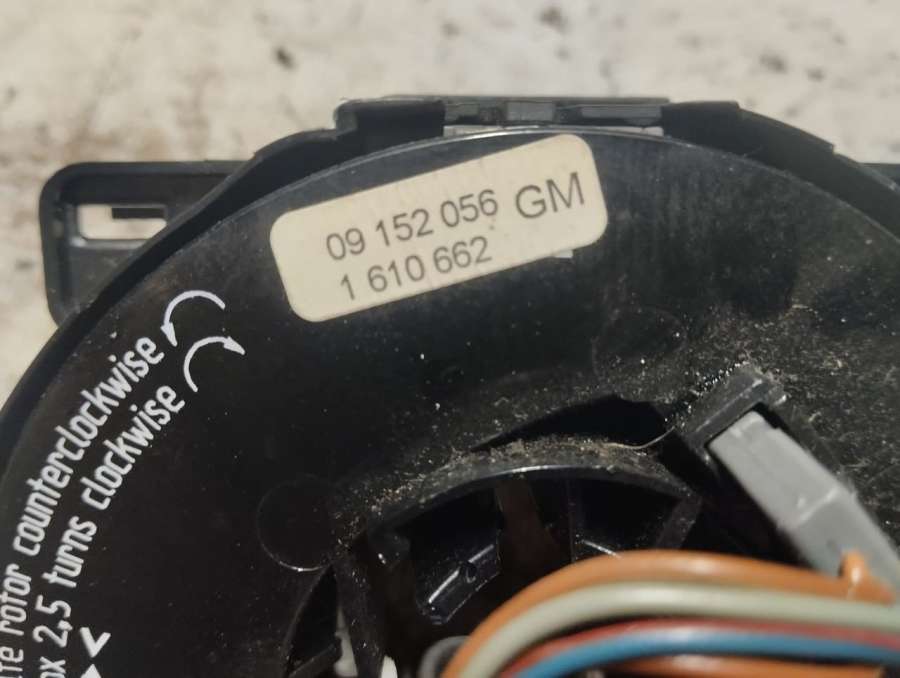 09 152 056 GM
1 610 662
rotor counterclockwise
2,5 turns clockwise